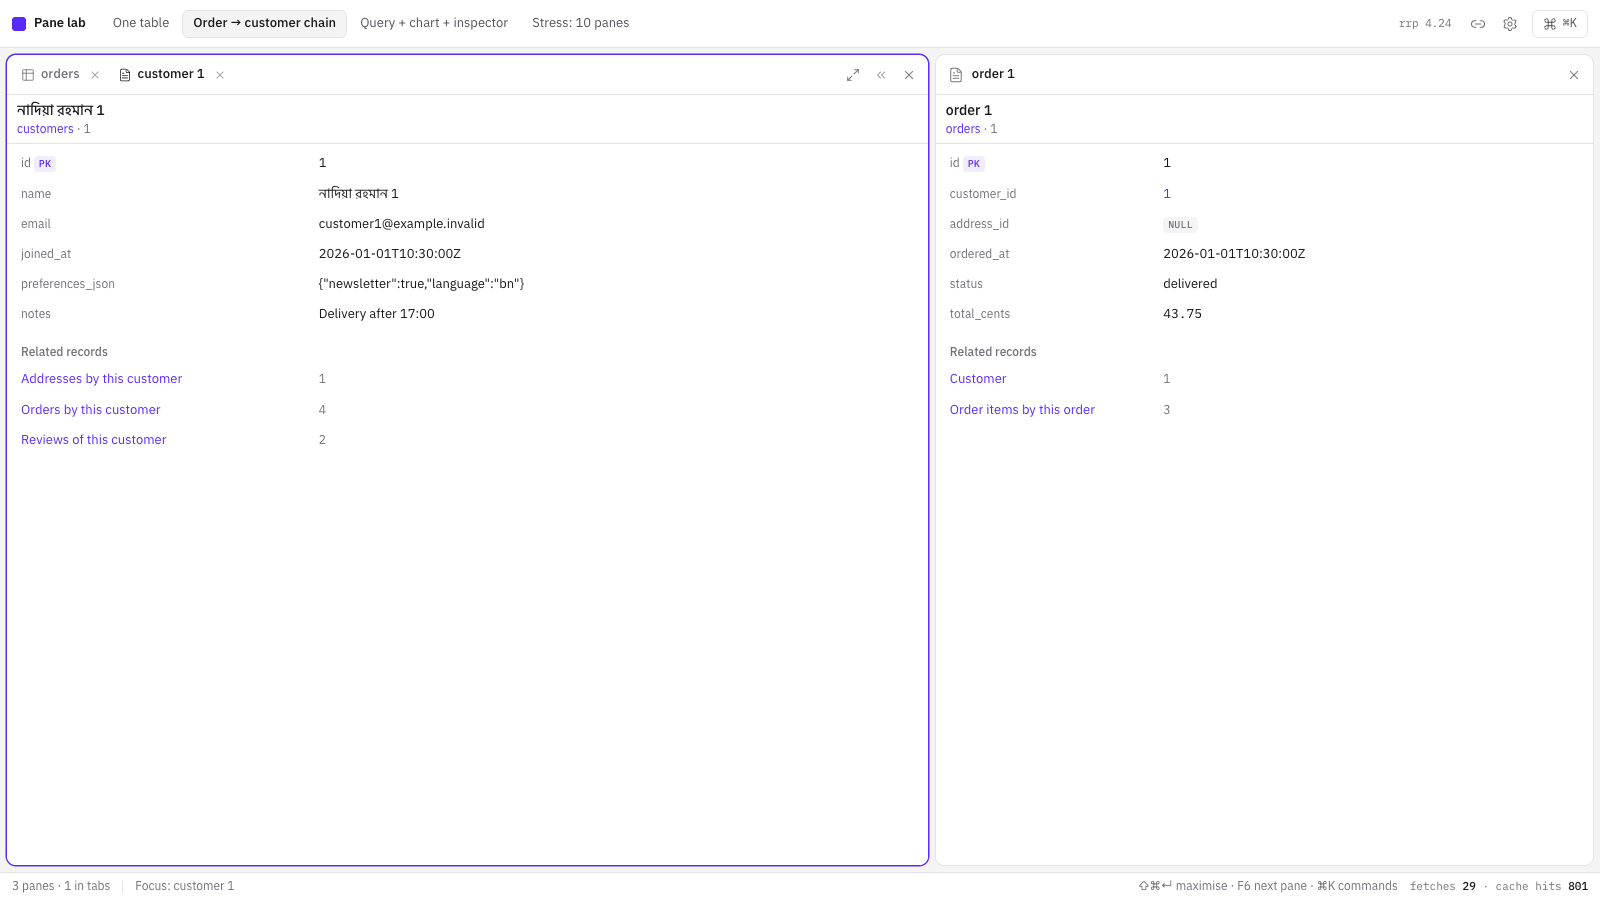 Pane lab One table Order → customer chain Query + chart + inspector Stress: 10 panes rrp 4.24 ⌘ ⌘K
orders customer 1
নাদিয়া রহমান 1
customers · 1
id PK 1
name নাদিয়া রহমান 1
email customer1@example.invalid
joined_at 2026-01-01T10:30:00Z
preferences_json {"newsletter":true,"language":"bn"}
notes Delivery after 17:00
Related records
Addresses by this customer 1
Orders by this customer 4
Reviews of this customer 2
order 1
order 1
orders · 1
id PK 1
customer_id 1
address_id NULL
ordered_at 2026-01-01T10:30:00Z
status delivered
total_cents 43.75
Related records
Customer 1
Order items by this order 3
3 panes · 1 in tabs Focus: customer 1 ⇧⌘↵ maximise · F6 next pane · ⌘K commands fetches 29 · cache hits 801